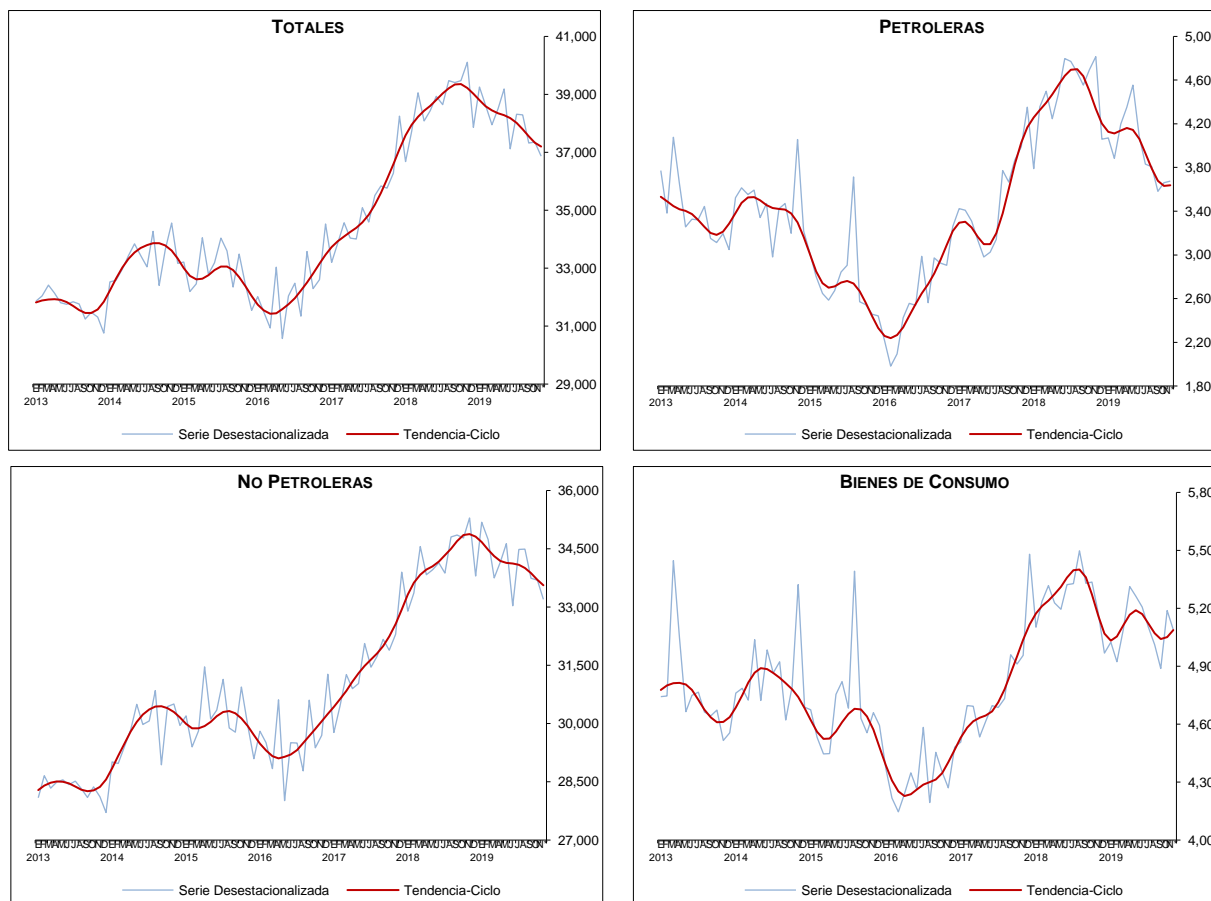 TOTALES
41,000
39,000
37,000
35,000
33,000
31,000
29,000
2013 2014 2015 2016 2017 2018 2019
Serie Desestacionalizada Tendencia-Ciclo
PETROLERAS
5,00
4,60
4,20
3,80
3,40
3,00
2,60
2,20
1,80
2013 2014 2015 2016 2017 2018 2019
Serie Desestacionalizada Tendencia-Ciclo
NO PETROLERAS
36,000
34,500
33,000
31,500
30,000
28,500
27,000
2013 2014 2015 2016 2017 2018 2019
Serie Desestacionalizada Tendencia-Ciclo
BIENES DE CONSUMO
5,80
5,50
5,20
4,90
4,60
4,30
4,00
2013 2014 2015 2016 2017 2018 2019
Serie Desestacionalizada Tendencia-Ciclo